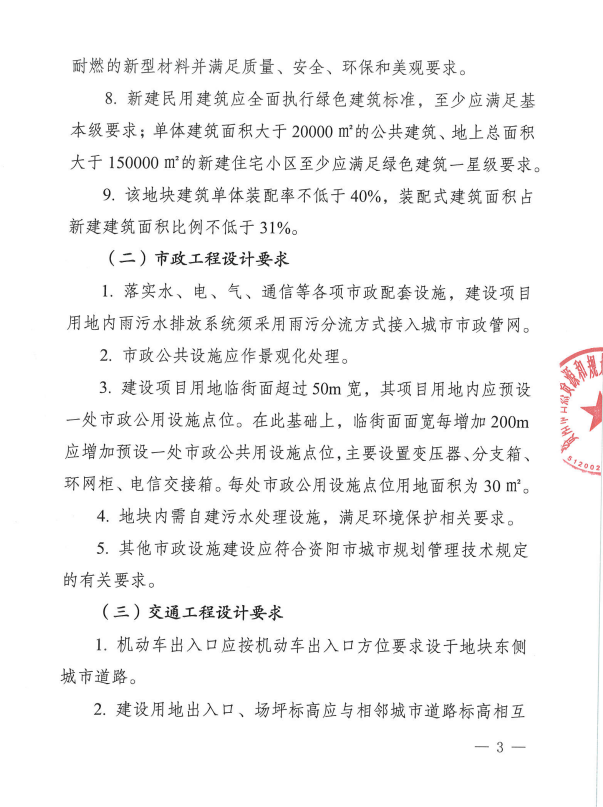 耐燃的新型材料并满足质量、安全、环保和美观要求。
8. 新建民用建筑应全面执行绿色建筑标准，至少应满足基
本级要求；单体建筑面积大于 20000 ㎡的公共建筑、地上总面积
大于 150000 ㎡的新建住宅小区至少应满足绿色建筑一星级要求。
9. 该地块建筑单体装配率不低于 40%，装配式建筑面积占
新建建筑面积比例不低于 31%。
（二）市政工程设计要求
1. 落实水、电、气、通信等各项市政配套设施，建设项目
用地内雨污水排放系统须采用雨污分流方式接入城市市政管网。
2. 市政公共设施应作景观化处理。
3. 建设项目用地临街面超过 50m 宽，其项目用地内应预设
一处市政公用设施点位。在此基础上，临街面面宽每增加 200m
应增加预设一处市政公共用设施点位,主要设置变压器、分支箱、
环网柜、电信交接箱。每处市政公用设施点位用地面积为 30 ㎡。
4. 地块内需自建污水处理设施，满足环境保护相关要求。
5. 其他市政设施建设应符合资阳市城市规划管理技术规定
的有关要求。
（三）交通工程设计要求
1. 机动车出入口应按机动车出入口方位要求设于地块东侧
城市道路。
2. 建设用地出入口、场坪标高应与相邻城市道路标高相互
— 3 —
源和规
512002